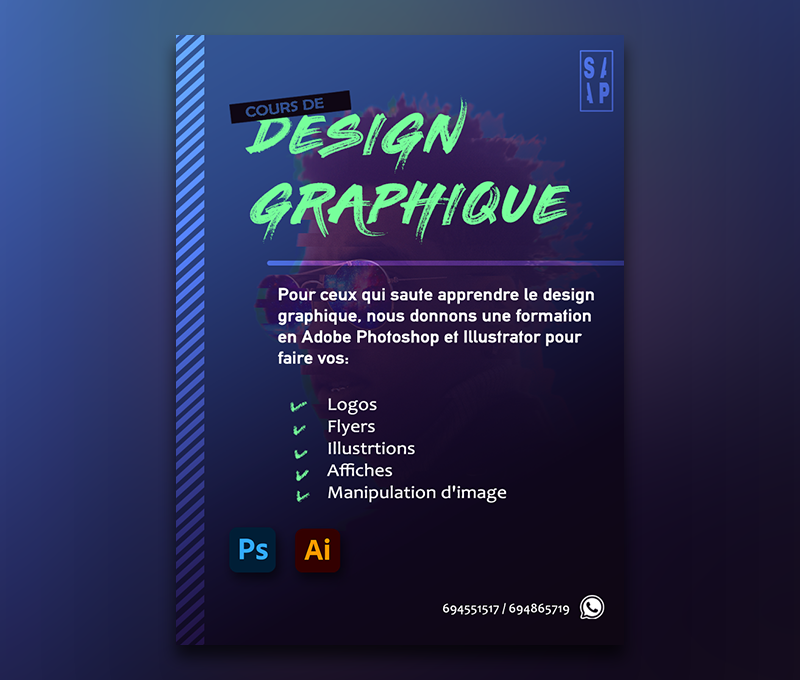 S/
AP
COURS DE
DESIGN
GRAPHIQUE
Pour ceux qui saute apprendre le design
graphique, nous donnons une formation
en Adobe Photoshop et Illustrator pour
faire vos:
Logos
Flyers
Illustrtions
Affiches
Manipulation d'image
Ps Ai
694551517 / 694865719